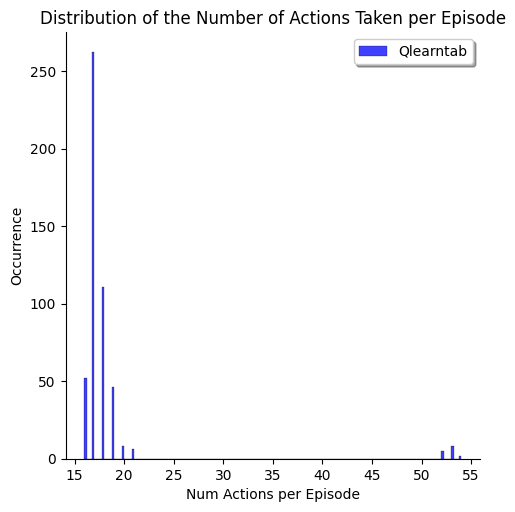 Distribution of the Number of Actions Taken per Episode
Qlearntab
250
200
150
100
50
0
Occurrence
15 20 25 30 35 40 45 50 55
Num Actions per Episode